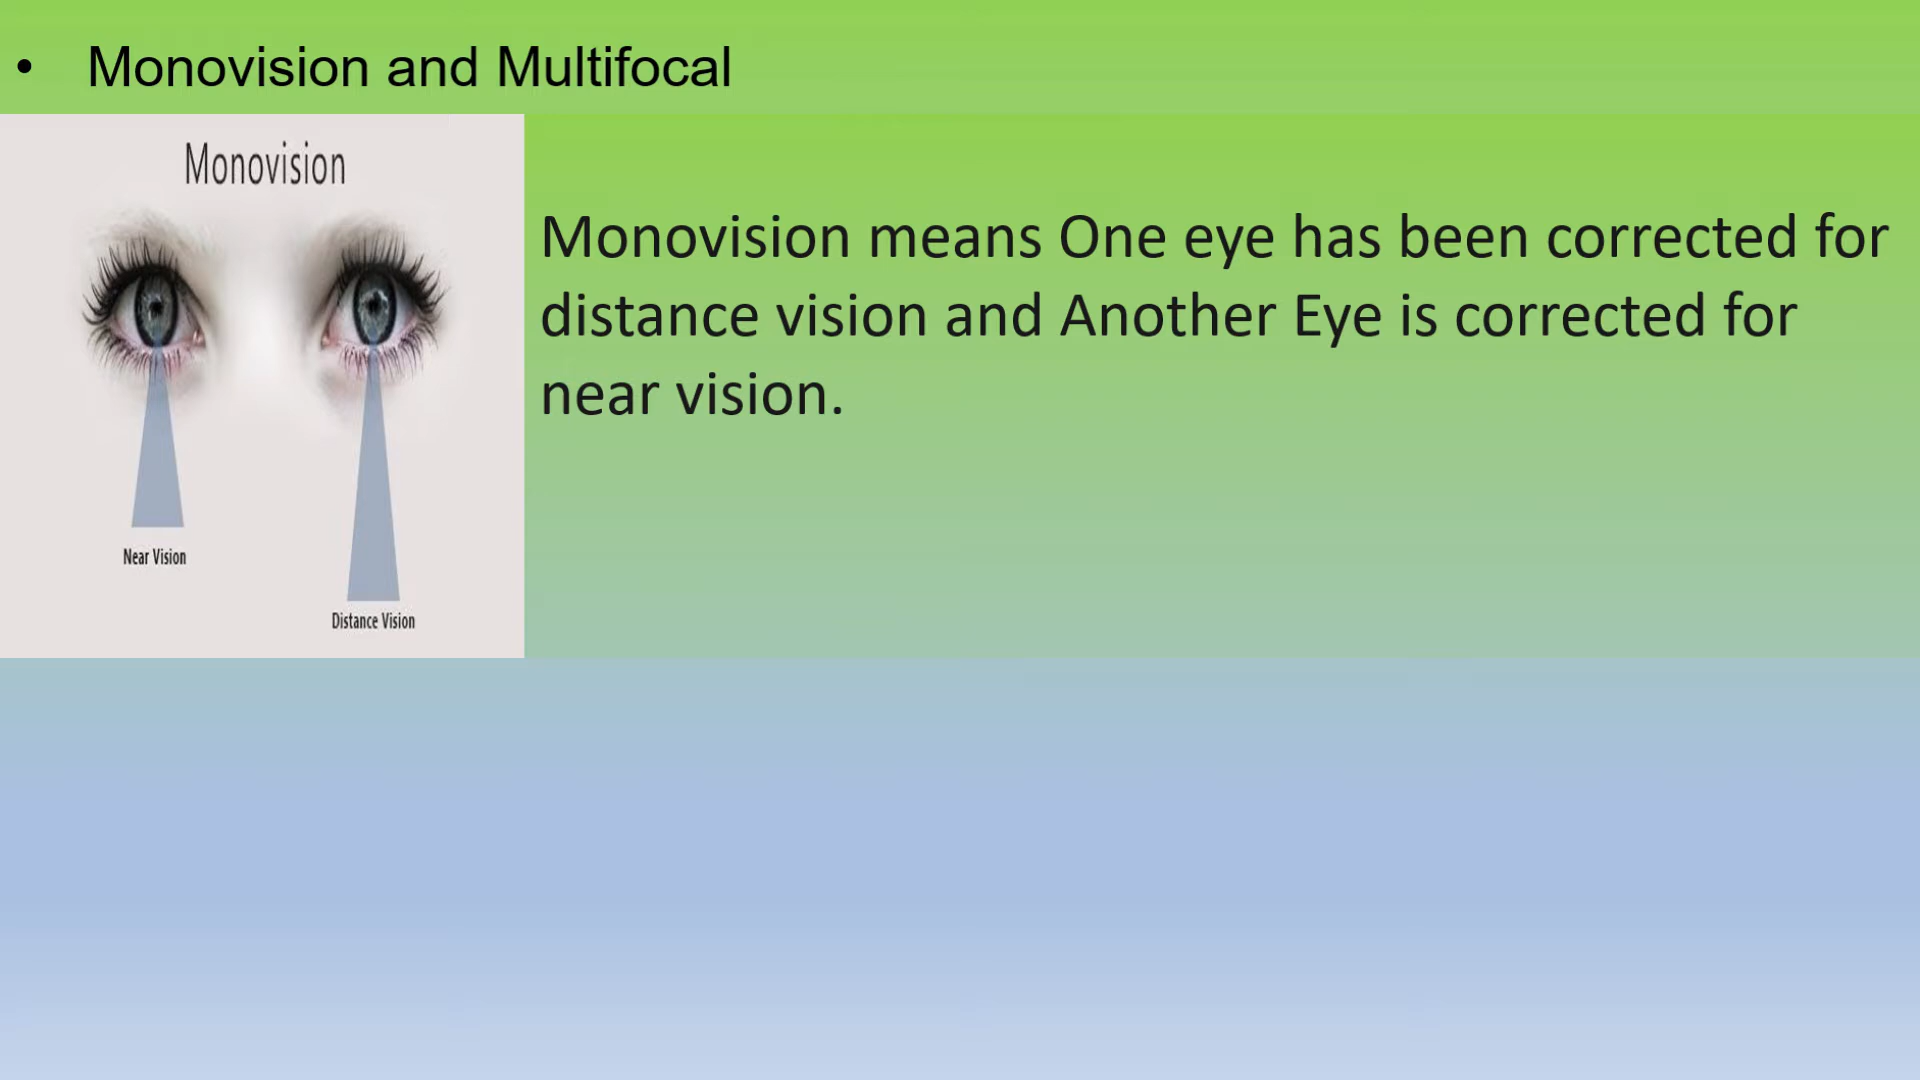 • Monovision and Multifocal
Monovision
Near Vision
Distance Vision
Monovision means One eye has been corrected for
distance vision and Another Eye is corrected for
near vision.